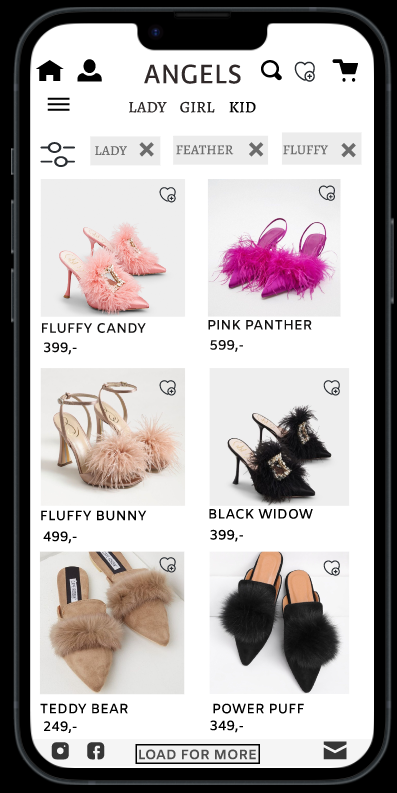 ANGELS
LADY GIRL KID
LADY FEATHER FLUFFY
FLUFFY CANDY PINK PANTHER
399,- 599,-
FLUFFY BUNNY BLACK WIDOW
499,- 399,-
TEDDY BEAR POWER PUFF
249,- 349,-
LOAD FOR MORE